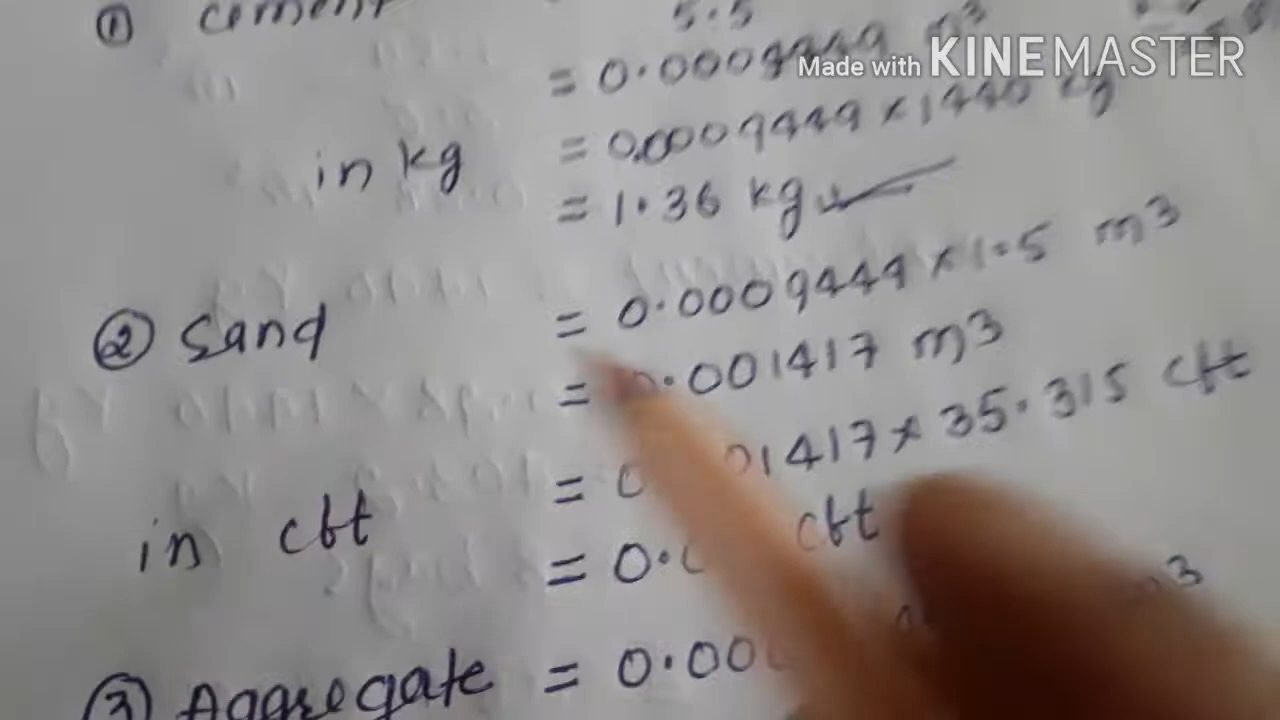 ① Cement
5.5
= 0.0009449 m3
Made with KINEMASTER
in kg = 0.0009449 x 1440 kg
= 1.36 kg
② Sand = 0.0009449 x 1.5 m3
= 0.001417 m3
in cft = 01417 x 35.315 cft
= 0.0 cft
③ Aggregate = 0.00 m3